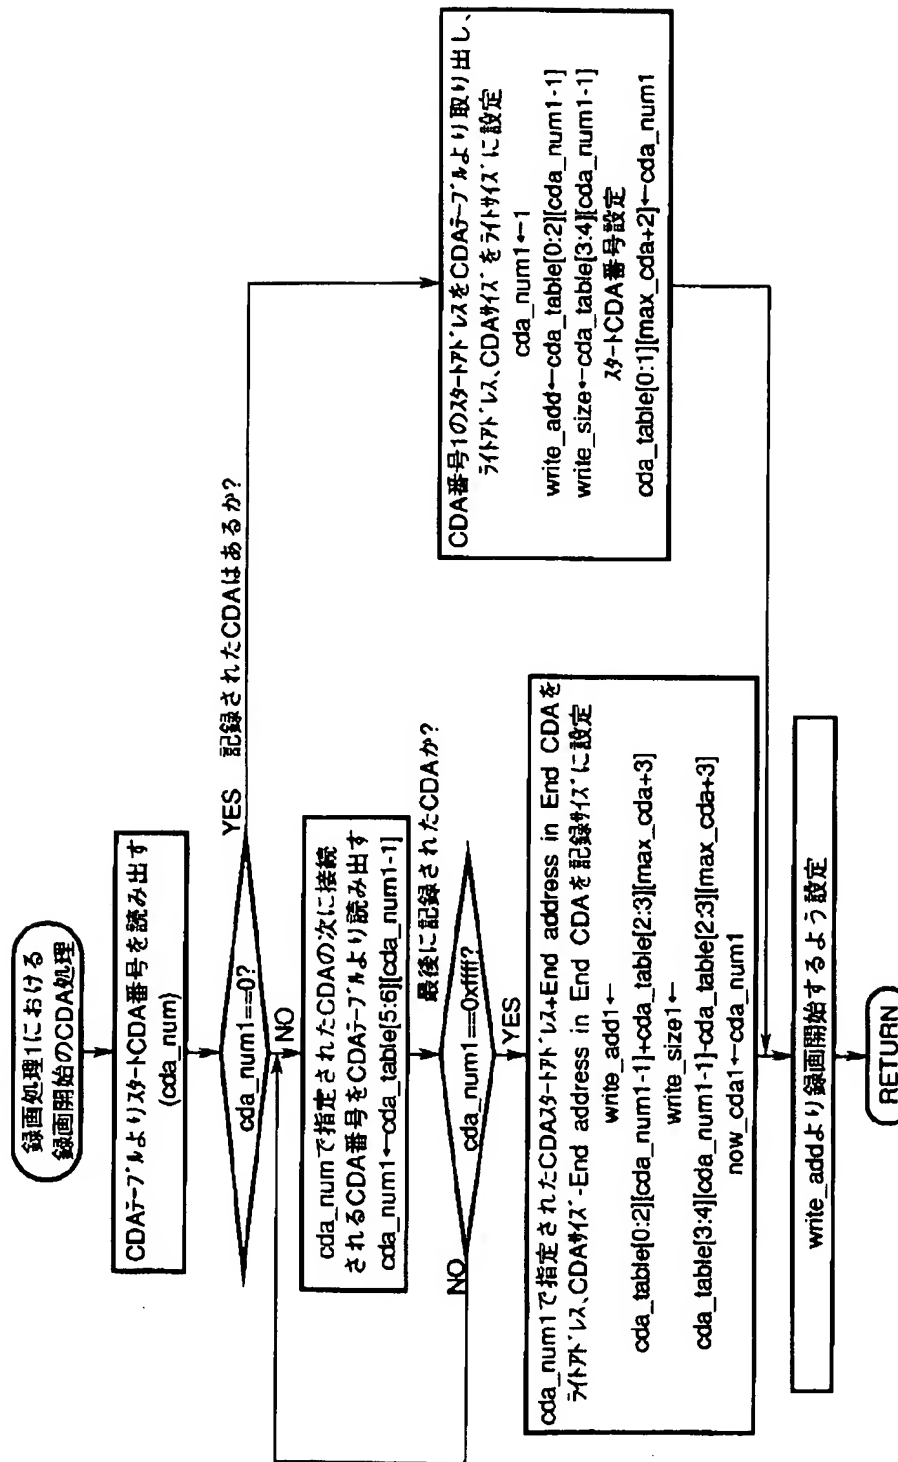 録画処理1における
録画開始のCDA処理
CDAテーブルよりスタートCDA番号を読み出す
(cda_num)
cda_num1==0?
YES
記録されたCDAはあるか?
NO
cda_numで指定されたCDAの次に接続
されるCDA番号をCDAテーブルより読み出す
cda_num1←cda_table[5:6][cda_num1-1]
最後に記録されたCDAか?
cda_num1==0xffff?
NO
YES
cda_num1で指定されたCDAスタートアドレス+End address in End CDAを
ライトアドレス、CDAサイズ-End address in End CDAを記録サイズに設定
write_add1←
cda_table[0:2][cda_num1-1]+cda_table[2:3][max_cda+3]
write_size1←
cda_table[3:4][cda_num1-1]-cda_table[2:3][max_cda+3]
now_cda1←cda_num1
CDA番号1のスタートアドレスをCDAテーブルより取り出し、
ライトアドレス、CDAサイズをライトサイズに設定
cda_num1←1
write_add←cda_table[0:2][cda_num1-1]
write_size←cda_table[3:4][cda_num1-1]
スタートCDA番号設定
cda_table[0:1][max_cda+2]←cda_num1
write_addより録画開始するよう設定
RETURN